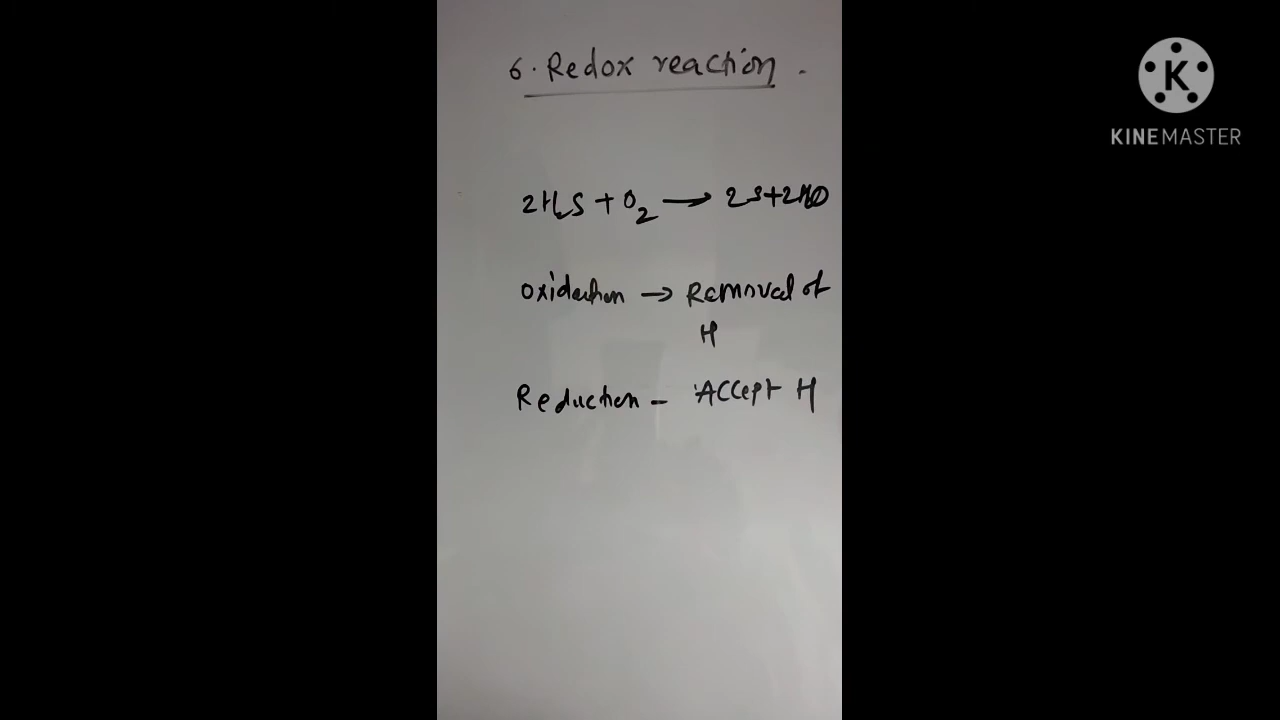 6. Redox reaction.
2H2S + O2 → 2S+2H2O
Oxidation → Removal of
H
Reduction - Accept H
K
KINEMASTER